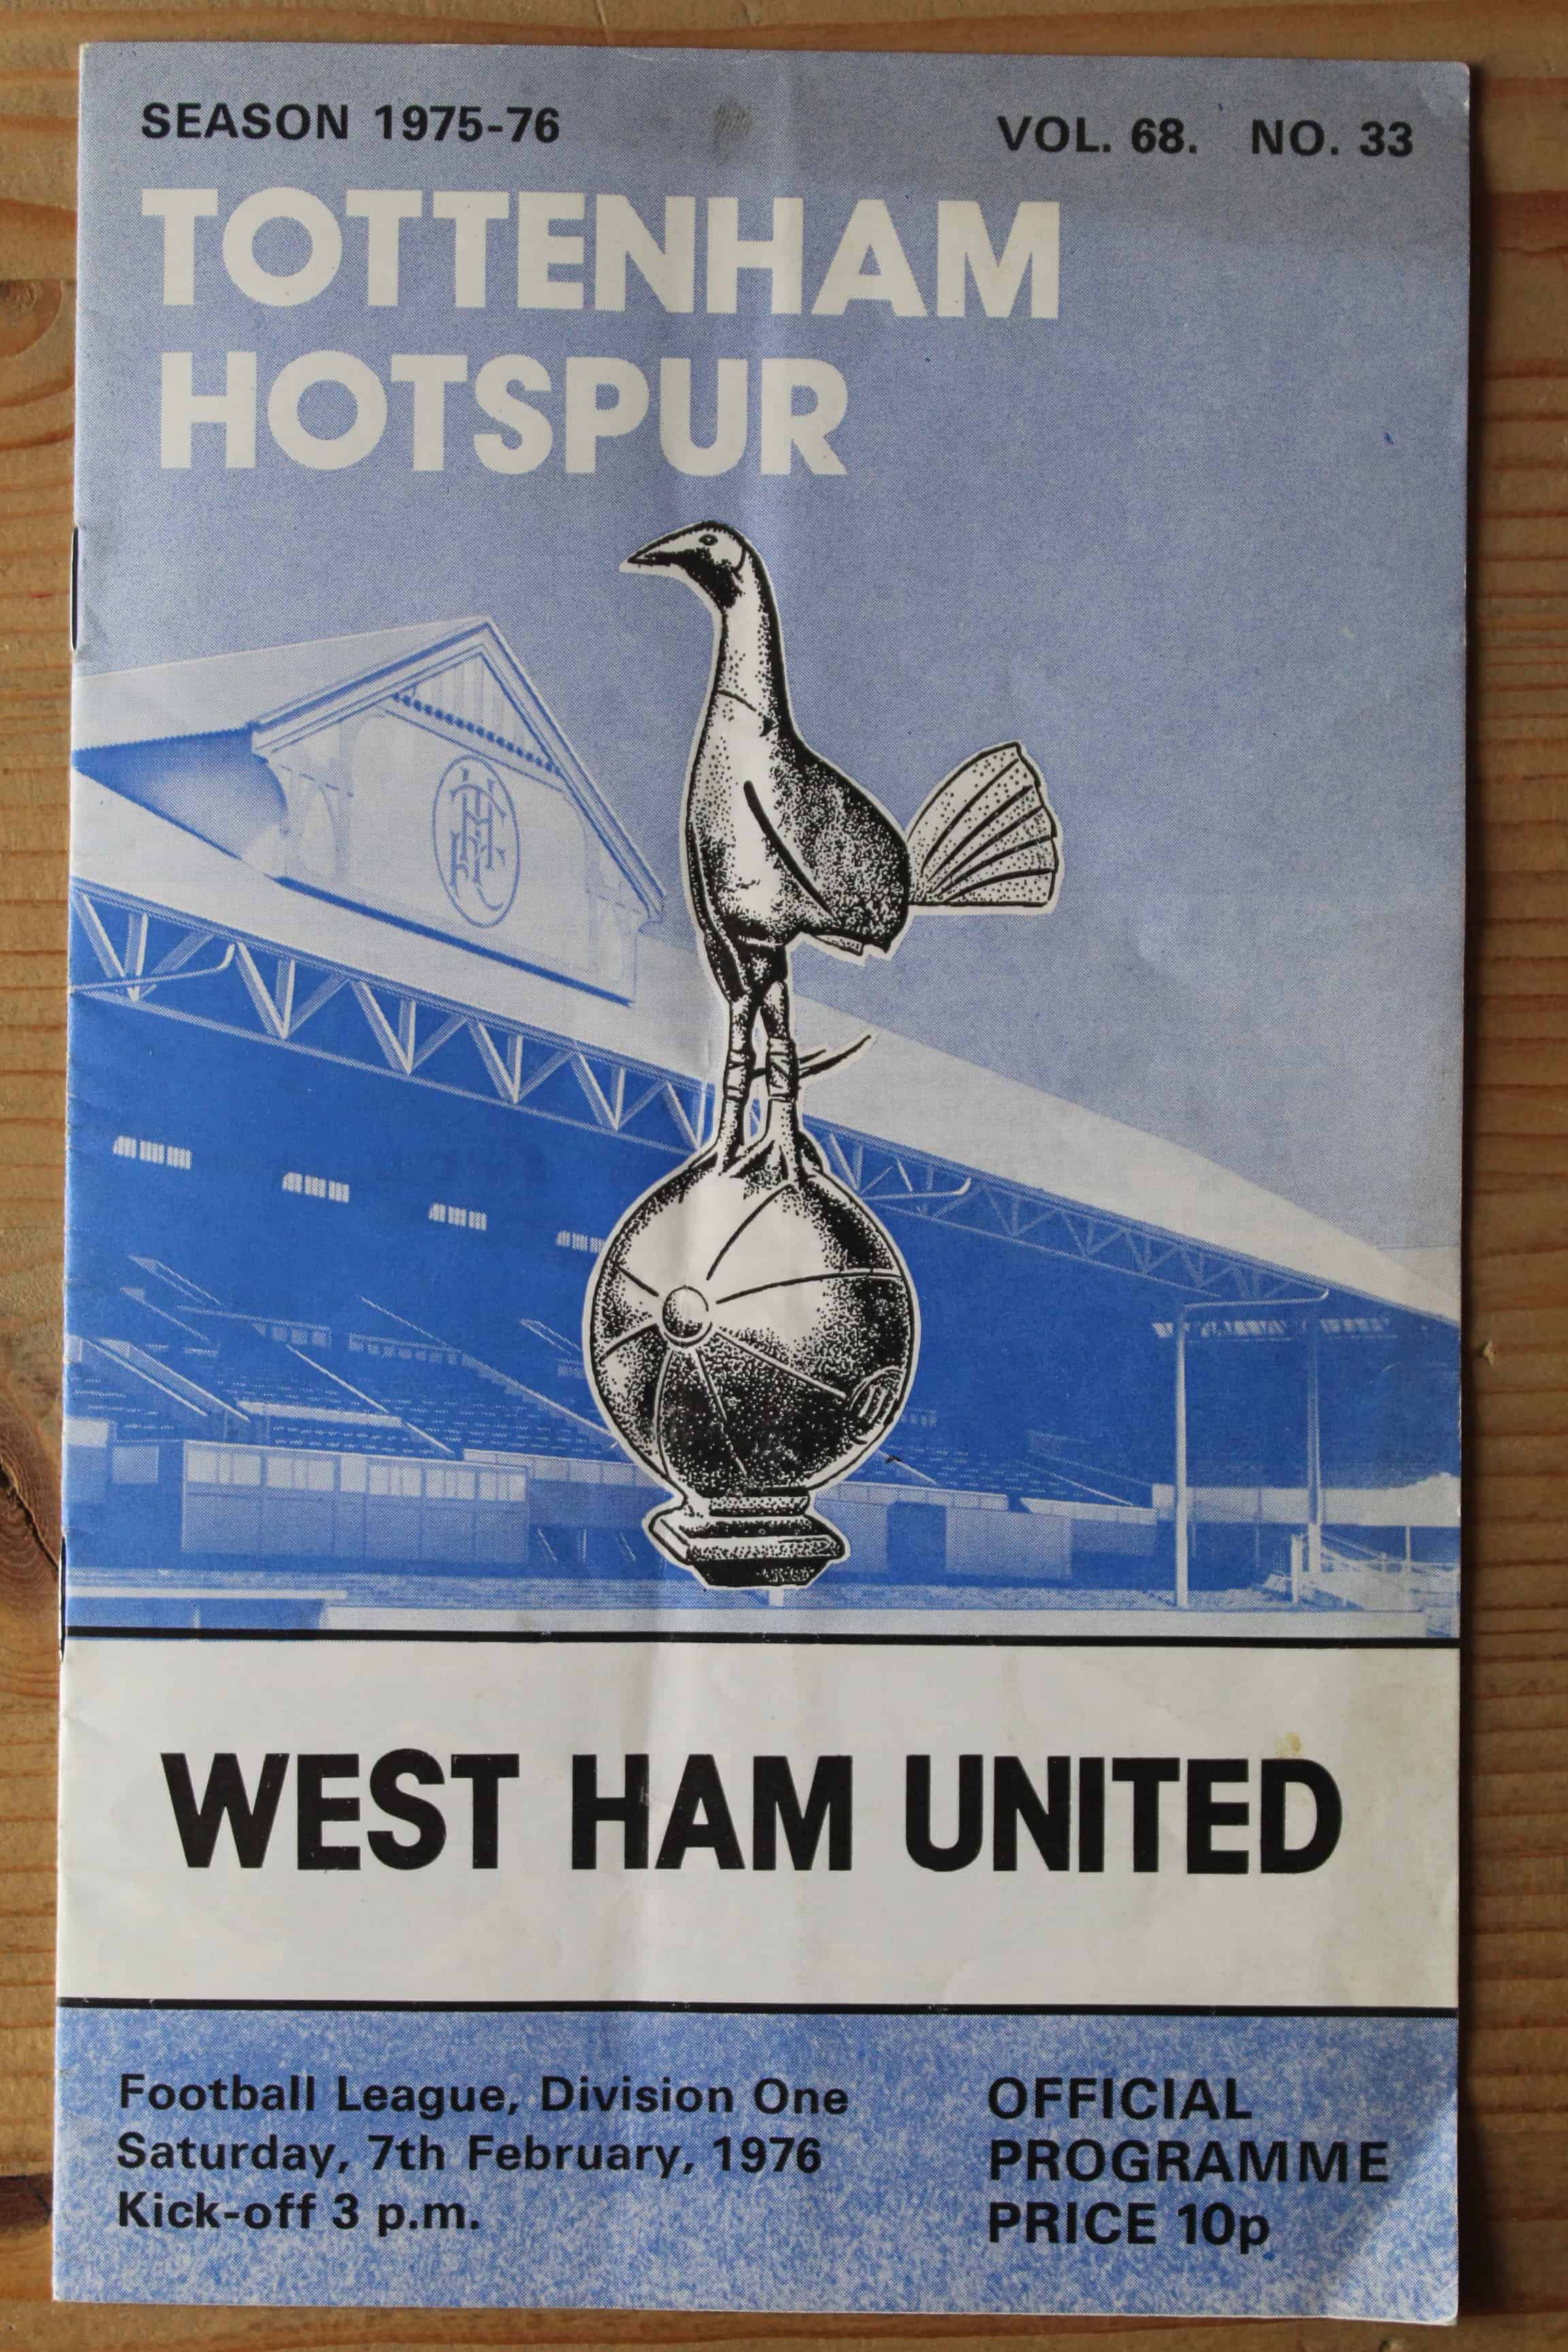 SEASON 1975-76
VOL. 68. NO. 33
TOTTENHAM
HOTSPUR
WEST HAM UNITED
Football League, Division One
Saturday, 7th February, 1976
Kick-off 3 p.m.
OFFICIAL
PROGRAMME
PRICE 10p